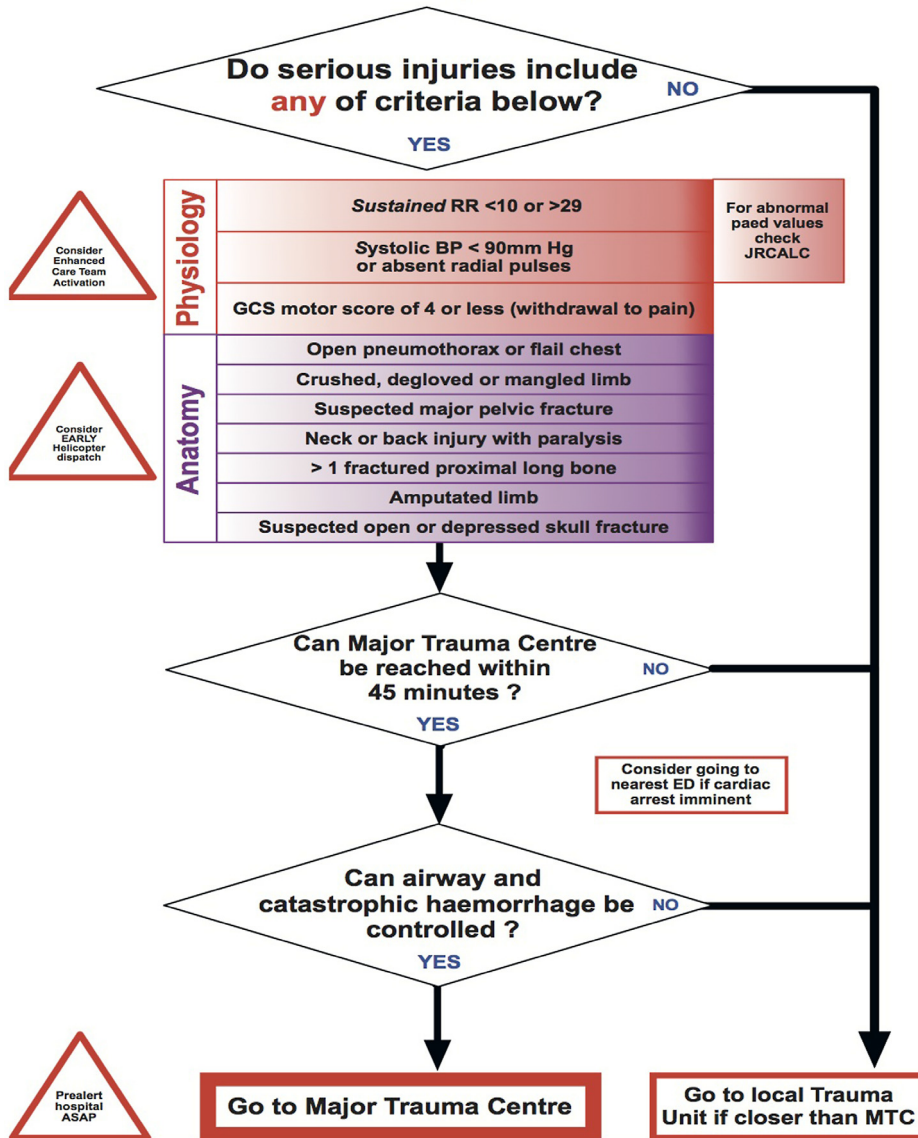 Do serious injuries include
any of criteria below?
NO
YES
Consider
Enhanced
Care Team
Activation
Physiology
Sustained RR <10 or >29
Systolic BP < 90mm Hg
or absent radial pulses
GCS motor score of 4 or less (withdrawal to pain)
For abnormal
paed values
check
JRCALC
Consider
EARLY
Helicopter
dispatch
Anatomy
Open pneumothorax or flail chest
Crushed, degloved or mangled limb
Suspected major pelvic fracture
Neck or back injury with paralysis
> 1 fractured proximal long bone
Amputated limb
Suspected open or depressed skull fracture
Can Major Trauma Centre
be reached within
45 minutes ?
NO
YES
Consider going to
nearest ED if cardiac
arrest imminent
Can airway and
catastrophic haemorrhage be
controlled ?
NO
YES
Prealert
hospital
ASAP
Go to Major Trauma Centre
Go to local Trauma
Unit if closer than MTC